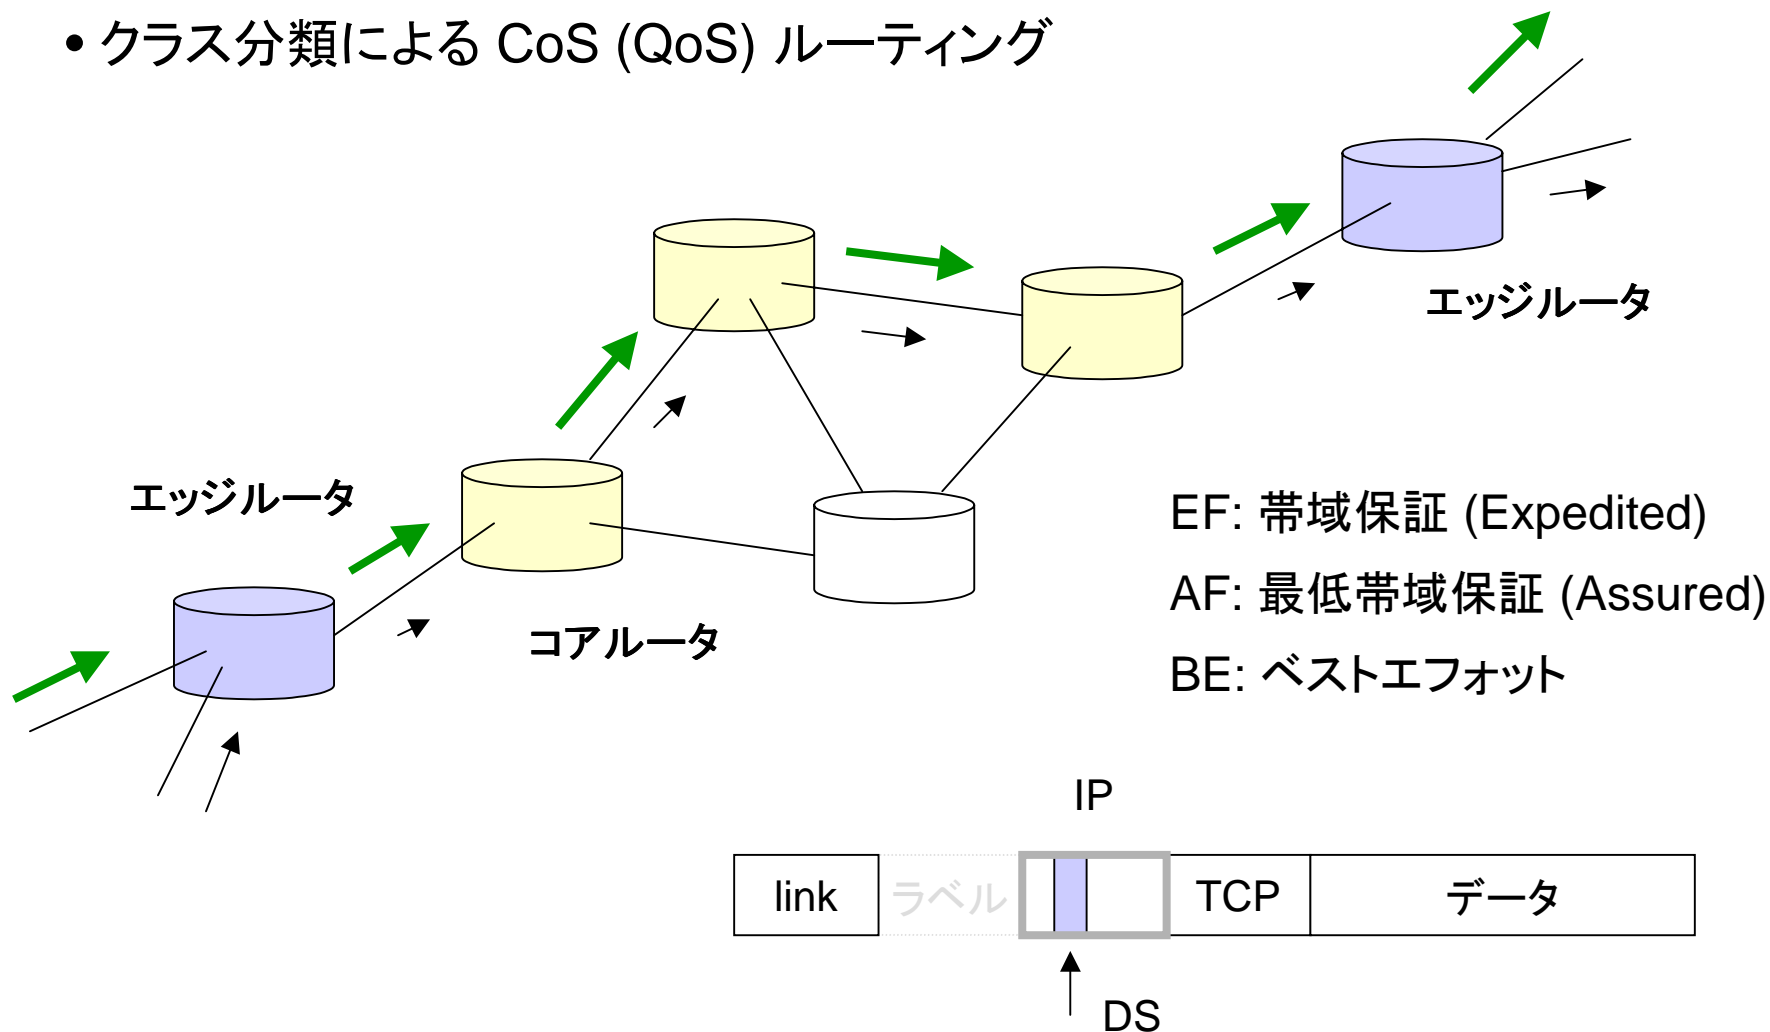 • クラス分類による CoS (QoS) ルーティング
エッジルータ
エッジルータ
コアルータ
EF: 帯域保証 (Expedited)
AF: 最低帯域保証 (Assured)
BE: ベストエフォット
IP
link ラベル TCP データ
DS